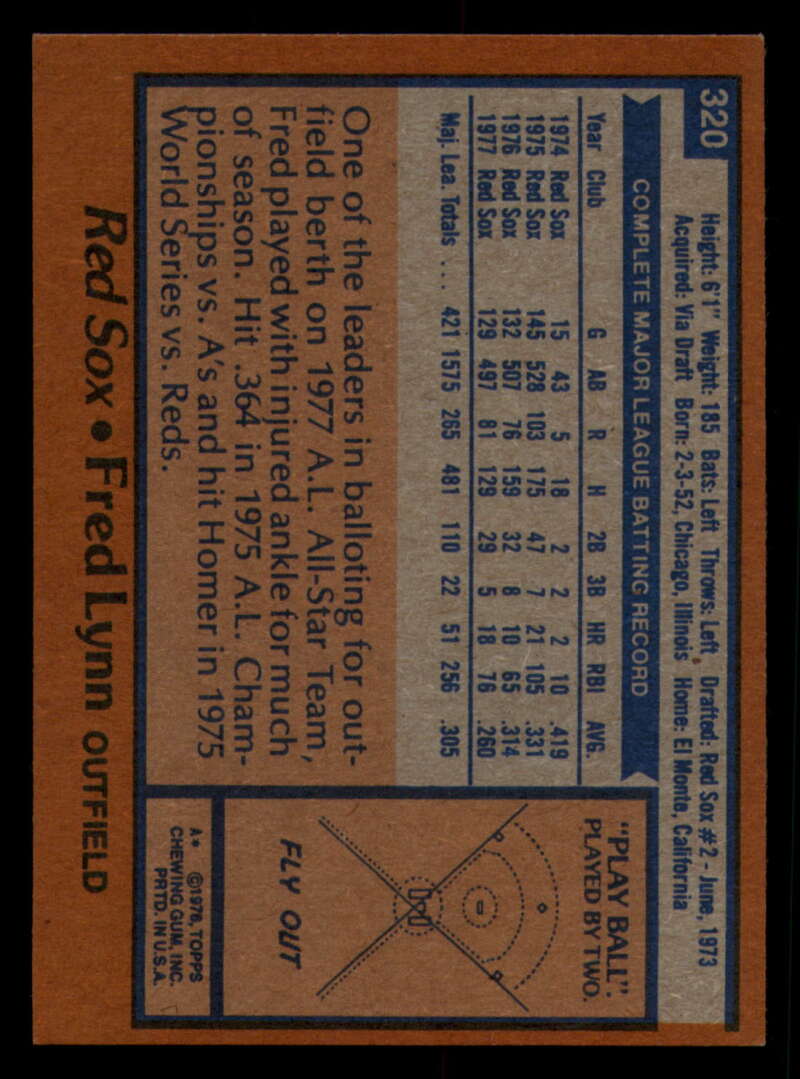 320
Height: 6'1" Weight: 185 Bats: Left Throws: Left Drafted: Red Sox #2 - June, 1973
Acquired: Via Draft Born: 2-3-52, Chicago, Illinois Home: El Monte, California
COMPLETE MAJOR LEAGUE BATTING RECORD
Year Club G AB R H 2B 3B HR RBI AVG.
1974 Red Sox 15 43 5 18 2 2 2 10 .419
1975 Red Sox 145 528 103 175 47 7 21 105 .331
1976 Red Sox 132 507 76 159 32 8 10 65 .314
1977 Red Sox 129 497 81 129 29 5 18 76 .260
Maj. Lea. Totals ... 421 1575 265 481 110 22 51 256 .305
One of the leaders in balloting for out-
field berth on 1977 A.L. All-Star Team,
Fred played with injured ankle for much
of season. Hit .364 in 1975 A.L. Cham-
pionships vs. A's and hit Homer in 1975
World Series vs. Reds.
"PLAY BALL".
PLAYED BY TWO.
FLY OUT
A* ©1978, TOPPS
CHEWING GUM, INC.
PRTD. IN U.S.A.
Red Sox • Fred Lynn OUTFIELD